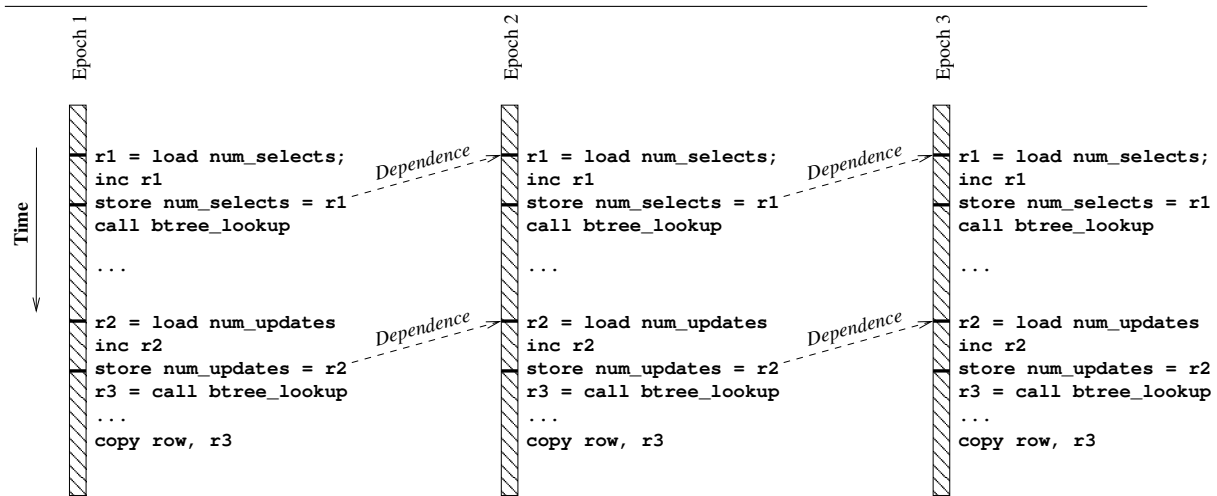 Epoch 1
Epoch 2
Epoch 3
Time
r1 = load num_selects;
inc r1
store num_selects = r1
call btree_lookup
...
r2 = load num_updates
inc r2
store num_updates = r2
r3 = call btree_lookup
...
copy row, r3
Dependence
Dependence
r1 = load num_selects;
inc r1
store num_selects = r1
call btree_lookup
...
r2 = load num_updates
inc r2
store num_updates = r2
r3 = call btree_lookup
...
copy row, r3
Dependence
Dependence
r1 = load num_selects;
inc r1
store num_selects = r1
call btree_lookup
...
r2 = load num_updates
inc r2
store num_updates = r2
r3 = call btree_lookup
...
copy row, r3